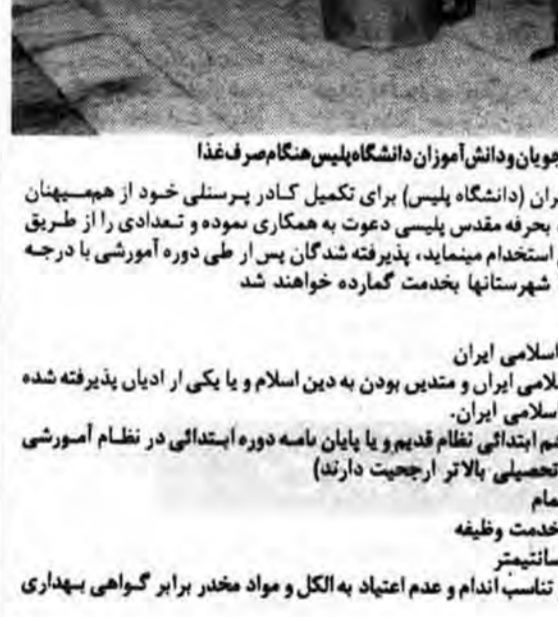 جویان و دانش آموزان دانشگاه پلیس هنگام صرف غذا
ران (دانشگاه پلیس) برای تکمیل کادر پرسنلی خود از هم‌میهنان
بحرفه مقدس پلیسی دعوت به همکاری نموده و تعدادی را از طریق
استخدام مینماید، پذیرفته شدگان پس از طی دوره آموزشی با درجه
شهرستانها بخدمت گمارده خواهند شد
اسلامی ایران
لامی ایران و متدین بودن به دین اسلام و یا یکی از ادیان پذیرفته شده
اسلامی ایران.
م ابتدائی نظام قدیم و یا پایان نامه دوره ابتدائی در نظام آموزشی
تحصیلی بالاتر ارجحیت دارند)
مام
خدمت وظیفه
سانتیمتر
تناسب اندام و عدم اعتیاد به الکل و مواد مخدر برابر گواهی بهداری